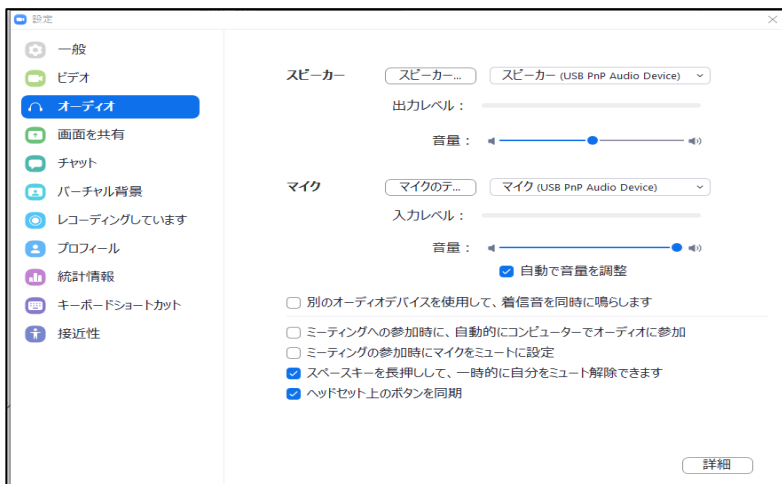 設定
一般
ビデオ
オーディオ
画面を共有
チャット
バーチャル背景
レコーディングしています
プロフィール
統計情報
キーボードショートカット
接近性
スピーカー スピーカー... スピーカー (USB PnP Audio Device)
出力レベル：
音量：
マイク マイクのテ... マイク (USB PnP Audio Device)
入力レベル：
音量：
自動で音量を調整
別のオーディオデバイスを使用して、着信音を同時に鳴らします
ミーティングへの参加時に、自動的にコンピューターでオーディオに参加
ミーティングの参加時にマイクをミュートに設定
スペースキーを長押しして、一時的に自分をミュート解除できます
ヘッドセット上のボタンを同期
詳細